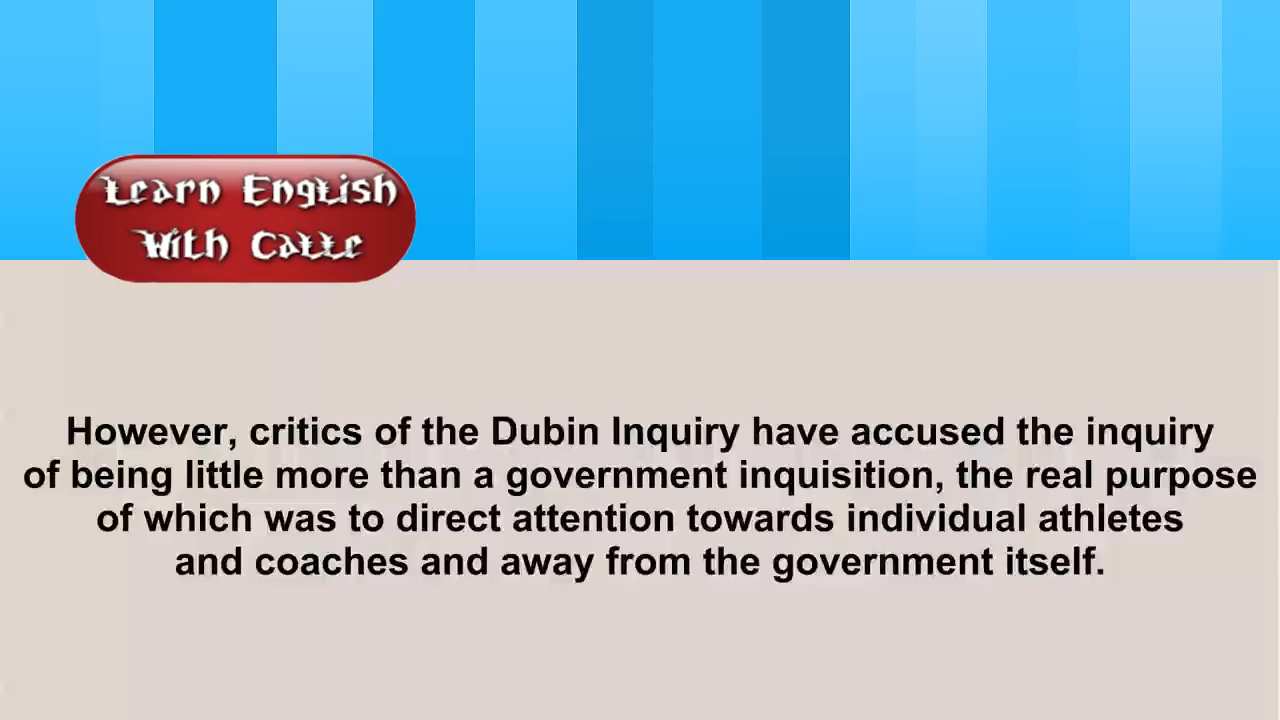 Learn English
With Catte
However, critics of the Dubin Inquiry have accused the inquiry
of being little more than a government inquisition, the real purpose
of which was to direct attention towards individual athletes
and coaches and away from the government itself.